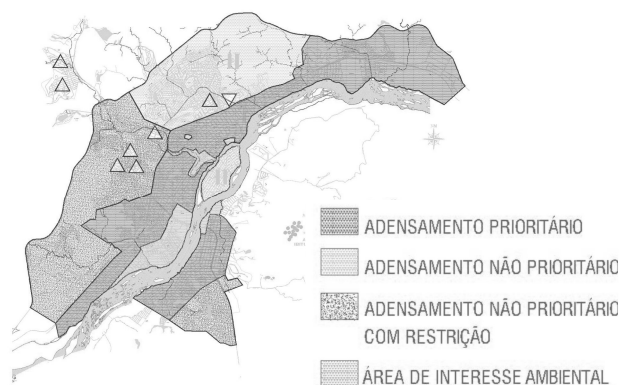 ADENSAMENTO PRIORITÁRIO
ADENSAMENTO NÃO PRIORITÁRIO
ADENSAMENTO NÃO PRIORITÁRIO
COM RESTRIÇÃO
ÁREA DE INTERESSE AMBIENTAL